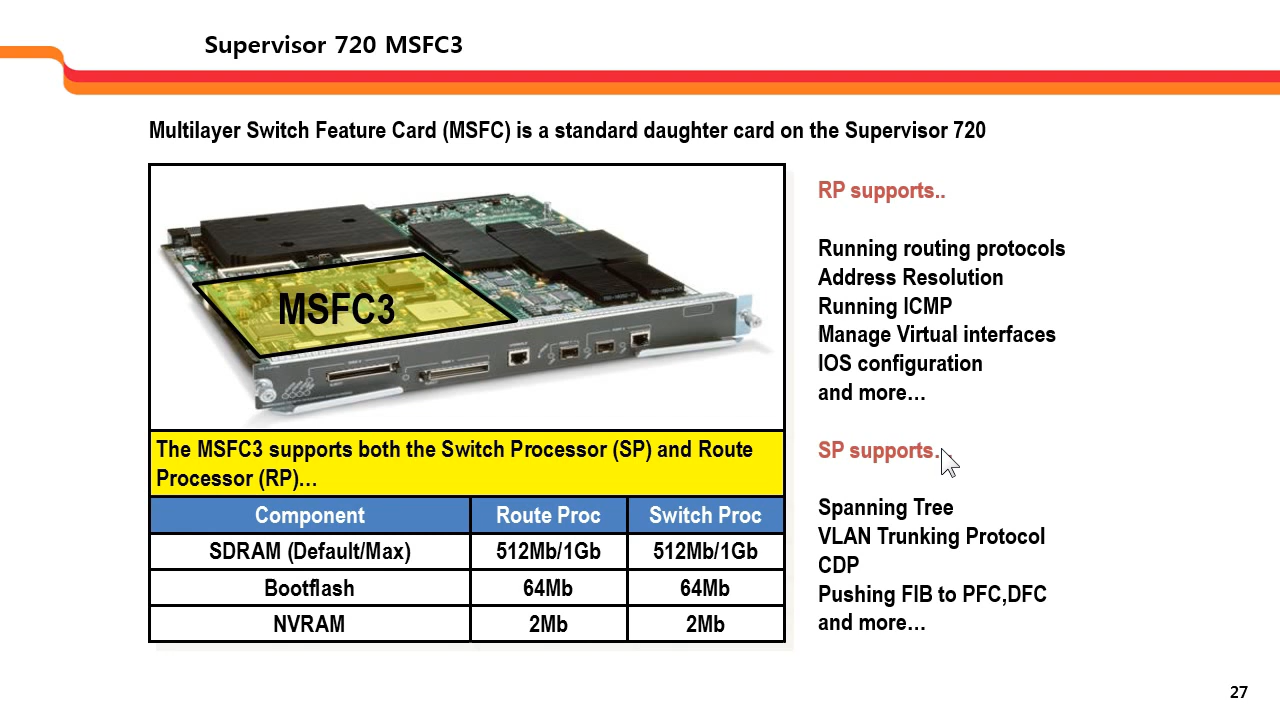 Supervisor 720 MSFC3
Multilayer Switch Feature Card (MSFC) is a standard daughter card on the Supervisor 720
MSFC3
The MSFC3 supports both the Switch Processor (SP) and Route
Processor (RP)…
Component Route Proc Switch Proc
SDRAM (Default/Max) 512Mb/1Gb 512Mb/1Gb
Bootflash 64Mb 64Mb
NVRAM 2Mb 2Mb
RP supports..
Running routing protocols
Address Resolution
Running ICMP
Manage Virtual interfaces
IOS configuration
and more…
SP supports..
Spanning Tree
VLAN Trunking Protocol
CDP
Pushing FIB to PFC,DFC
and more…
27